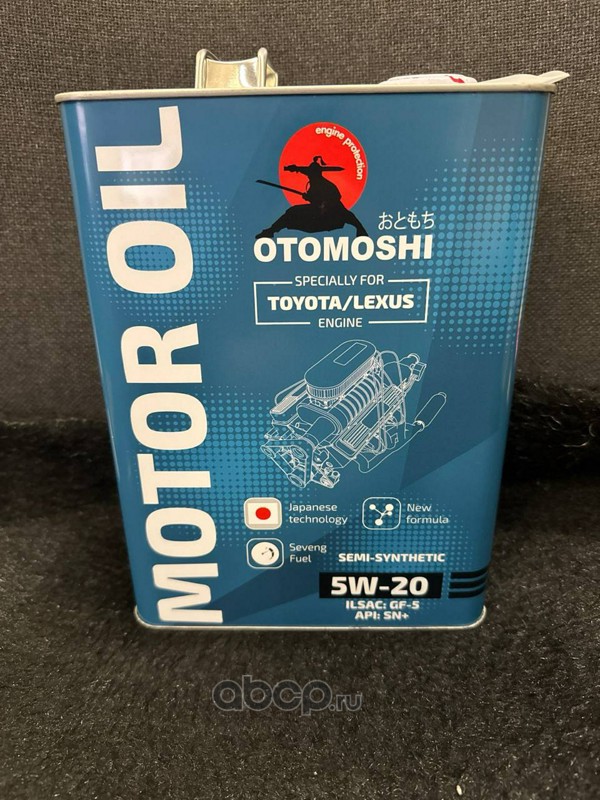 MOTOR OIL
engine protection
おともち
OTOMOSHI
SPECIALLY FOR
TOYOTA/LEXUS
ENGINE
Japanese
technology
New
formula
Seveng
Fuel
SEMI-SYNTHETIC
5W-20
ILSAC: GF-5
API: SN+
abcp.ru